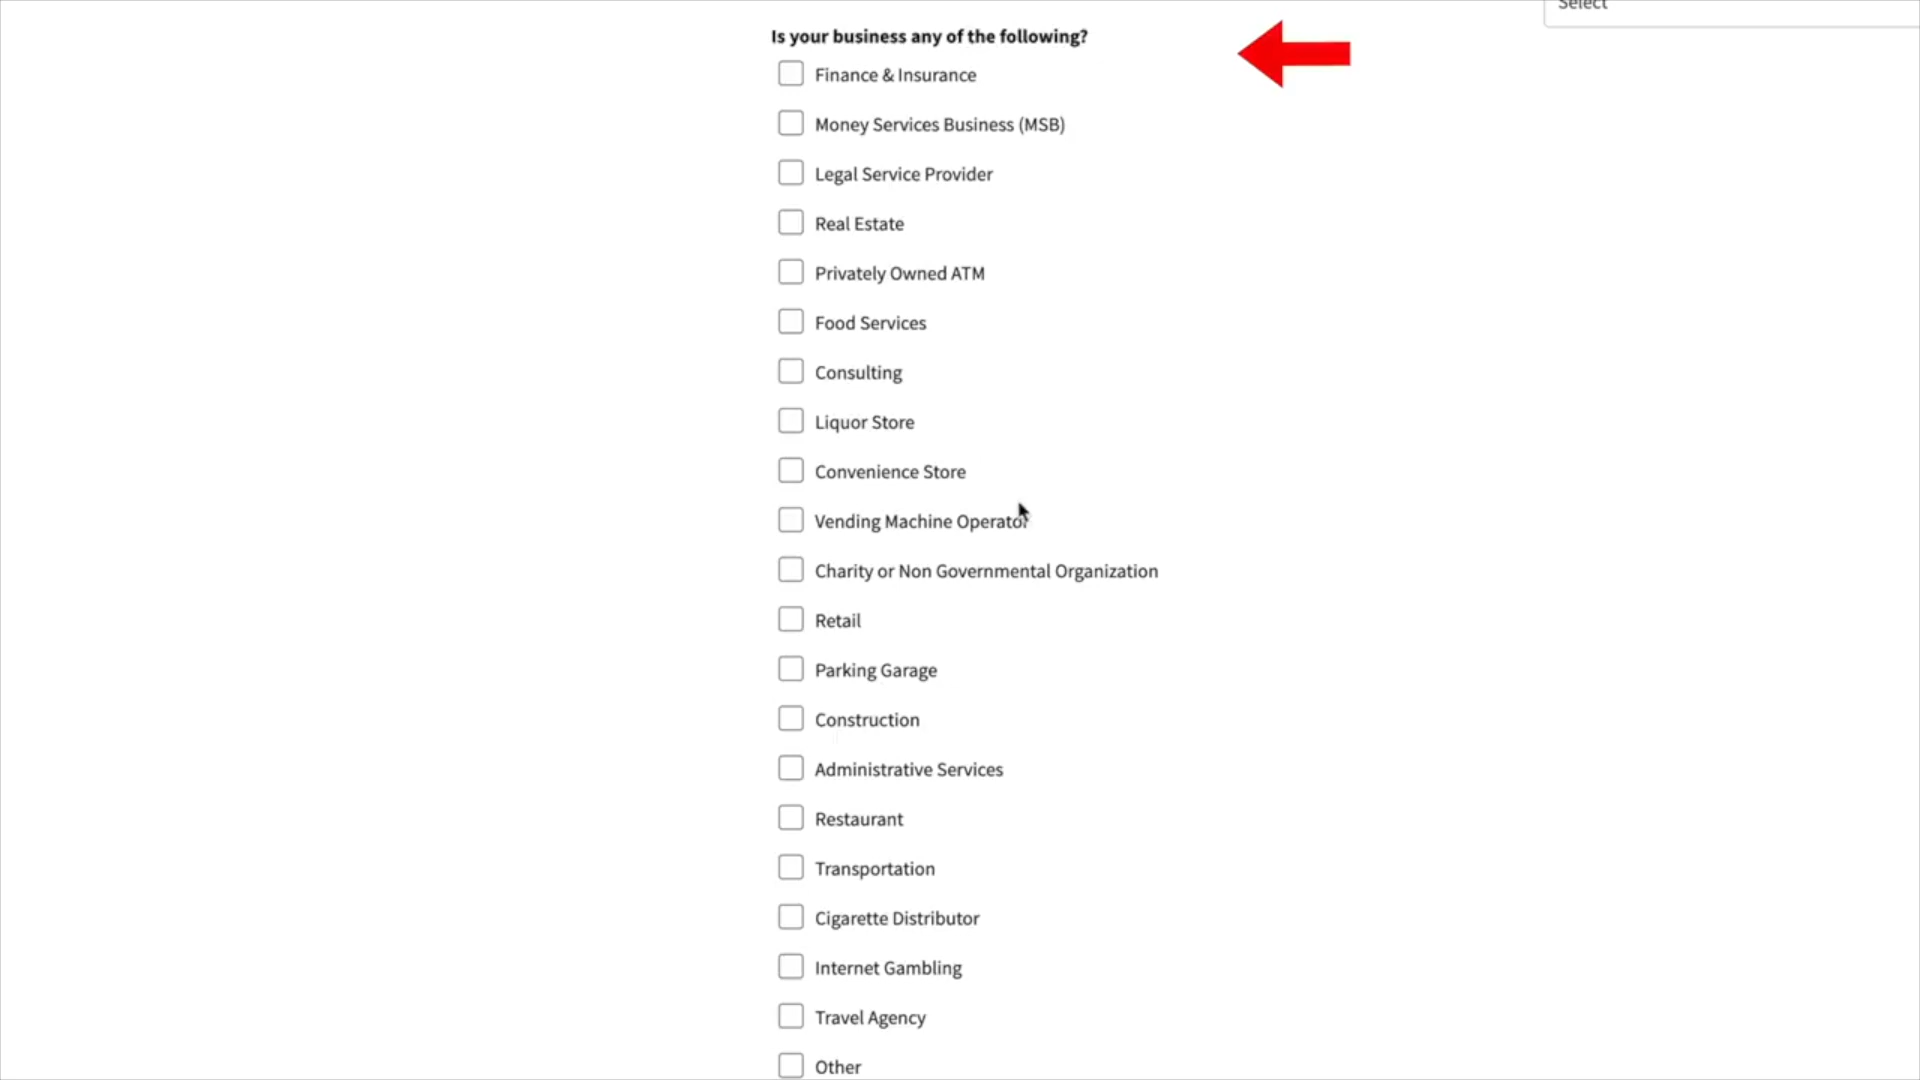 Select
Is your business any of the following?
Finance & Insurance
Money Services Business (MSB)
Legal Service Provider
Real Estate
Privately Owned ATM
Food Services
Consulting
Liquor Store
Convenience Store
Vending Machine Operator
Charity or Non Governmental Organization
Retail
Parking Garage
Construction
Administrative Services
Restaurant
Transportation
Cigarette Distributor
Internet Gambling
Travel Agency
Other